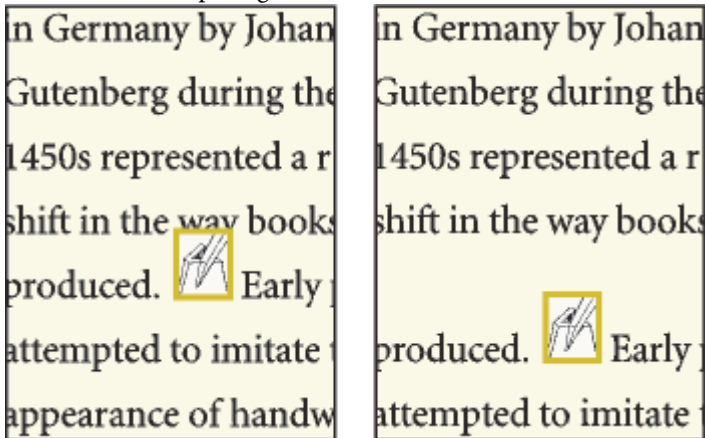 in Germany by Johan
Gutenberg during the
1450s represented a r
shift in the way books
produced. Early
attempted to imitate
appearance of handw
in Germany by Johan
Gutenberg during the
1450s represented a r
shift in the way books
produced. Early
attempted to imitate